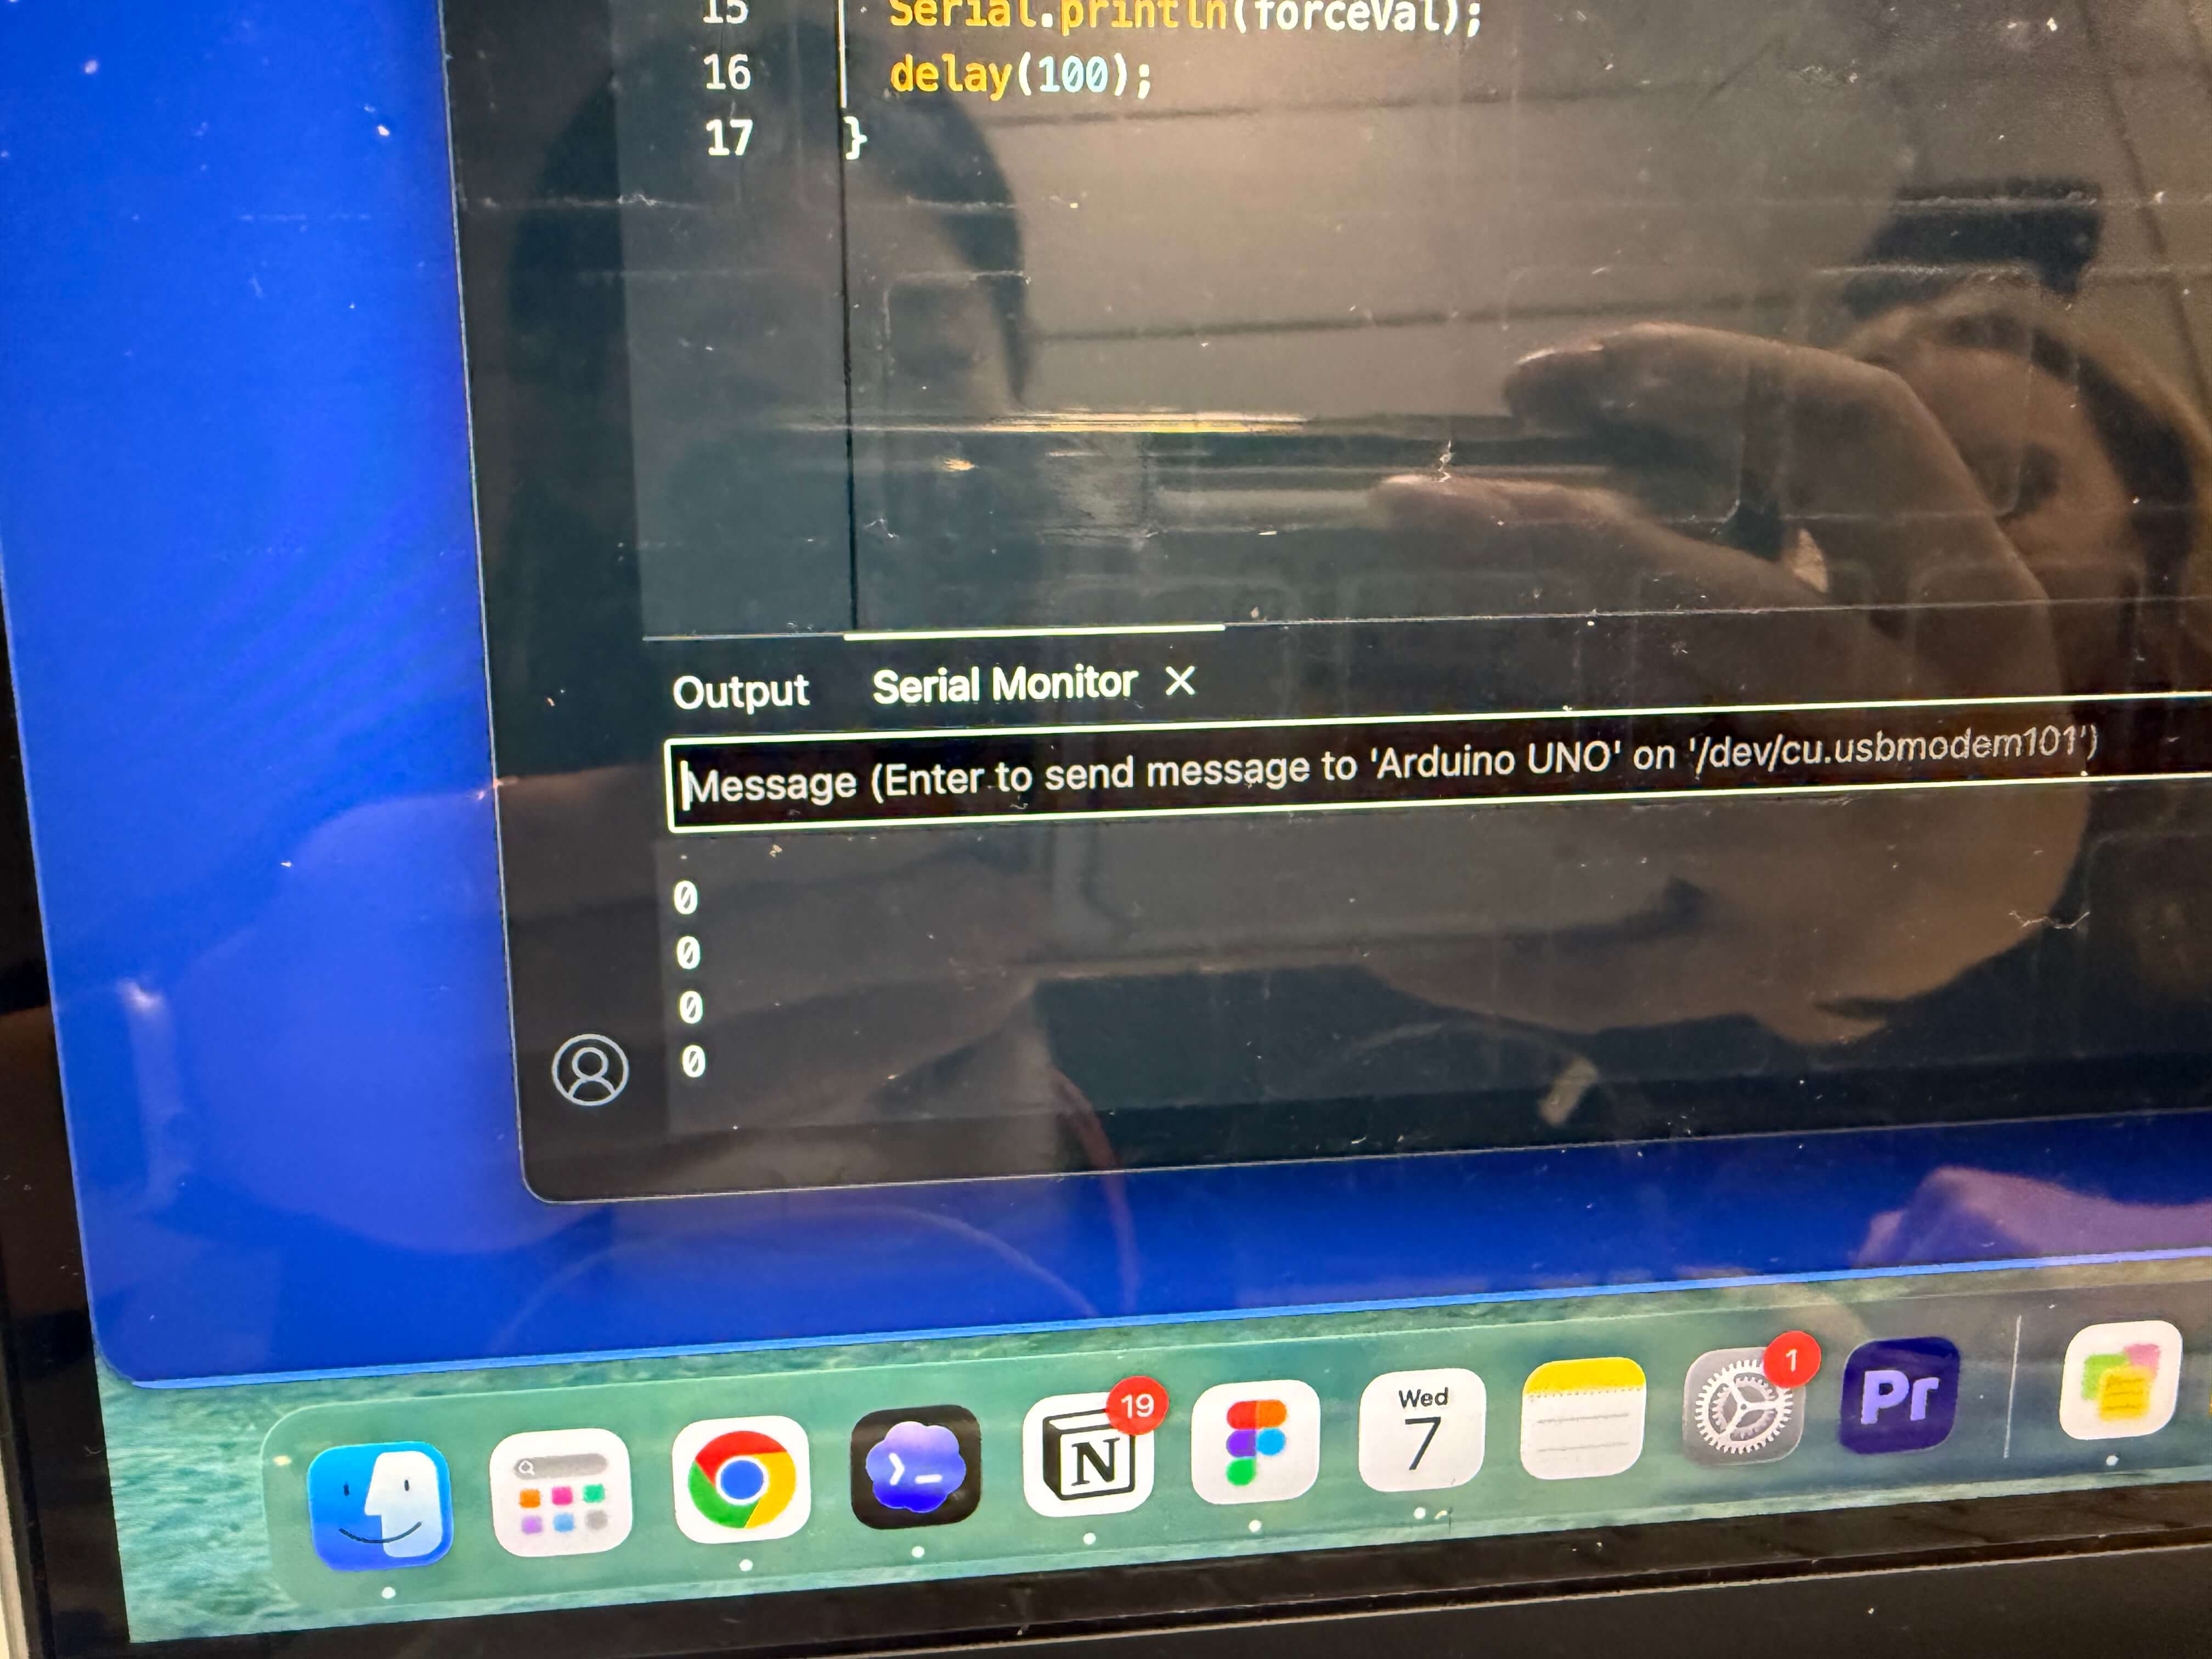 15 Serial.println(forceVal);
16 delay(100);
17 }
Output Serial Monitor
Message (Enter to send message to 'Arduino UNO' on '/dev/cu.usbmodem101')
0
0
0
0
19
N
Wed
7
1
Pr